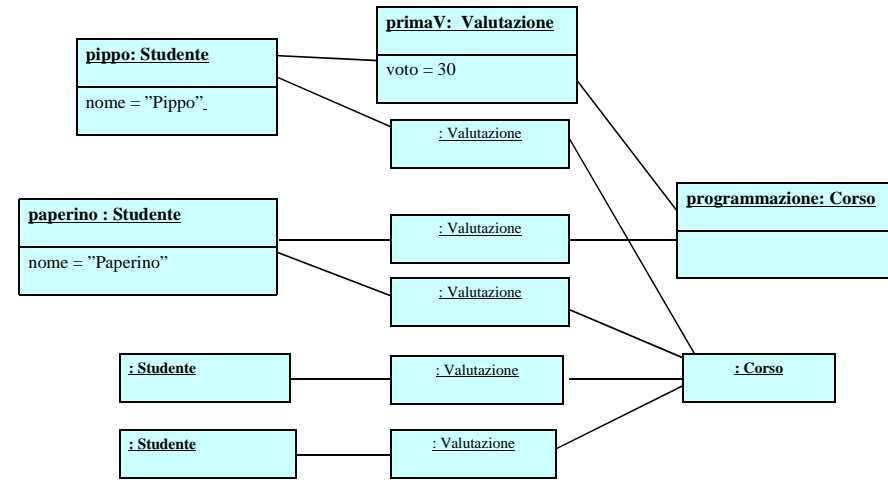 primaV: Valutazione
voto = 30
pippo: Studente
nome = ”Pippo”
: Valutazione
programmazione: Corso
paperino : Studente
nome = ”Paperino”
: Valutazione
: Valutazione
: Studente
: Valutazione
: Corso
: Studente
: Valutazione